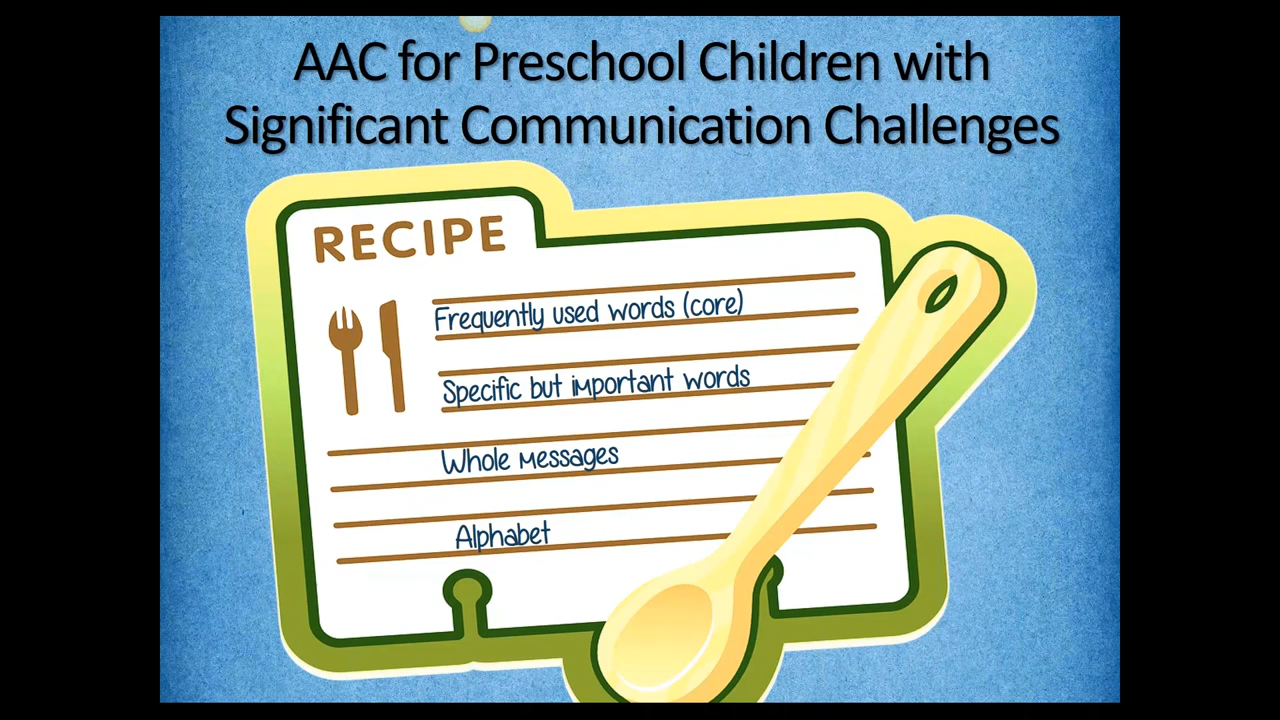 AAC for Preschool Children with
Significant Communication Challenges
RECIPE
Frequently used words (core)
Specific but important words
Whole Messages
Alphabet